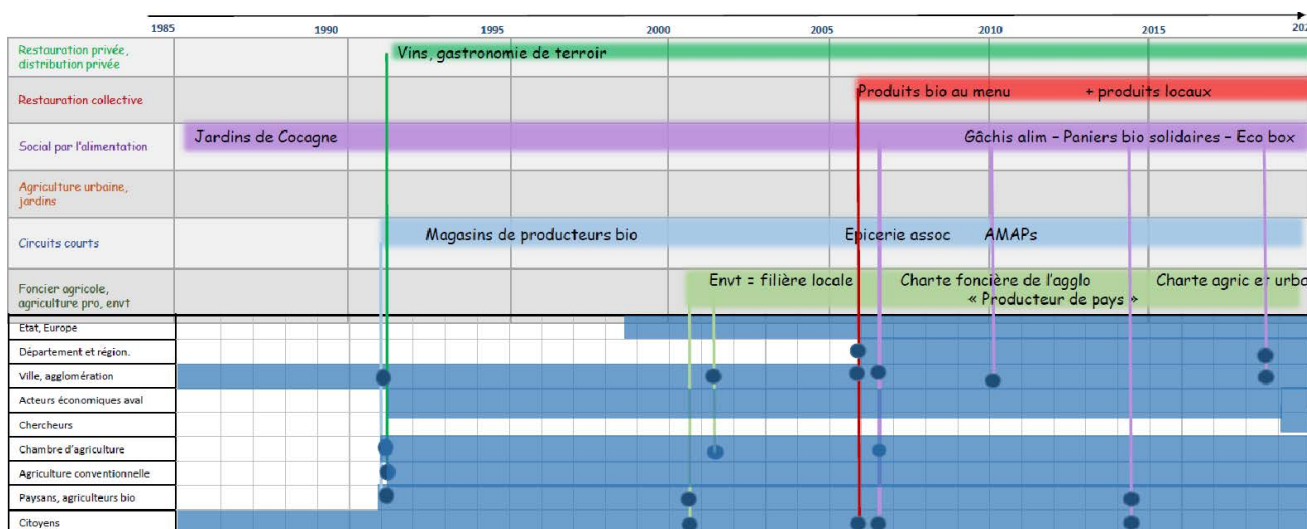 1985 1990 1995 2000 2005 2010 2015
Restauration privée,
distribution privée
Vins, gastronomie de terroir
Restauration collective
Produits bio au menu + produits locaux
Social par l'alimentation
Jardins de Cocagne
Gâchis alim – Paniers bio solidaires – Eco box
Agriculture urbaine,
jardins
Circuits courts
Magasins de producteurs bio
Epicerie assoc
AMAPs
Foncier agricole,
agriculture pro, envt
Envt = filière locale
Charte foncière de l'agglo
« Producteur de pays »
Charte agric et urba
Etat, Europe
Département et région.
Ville, agglomération
Acteurs économiques aval
Chercheurs
Chambre d'agriculture
Agriculture conventionnelle
Paysans, agriculteurs bio
Citoyens